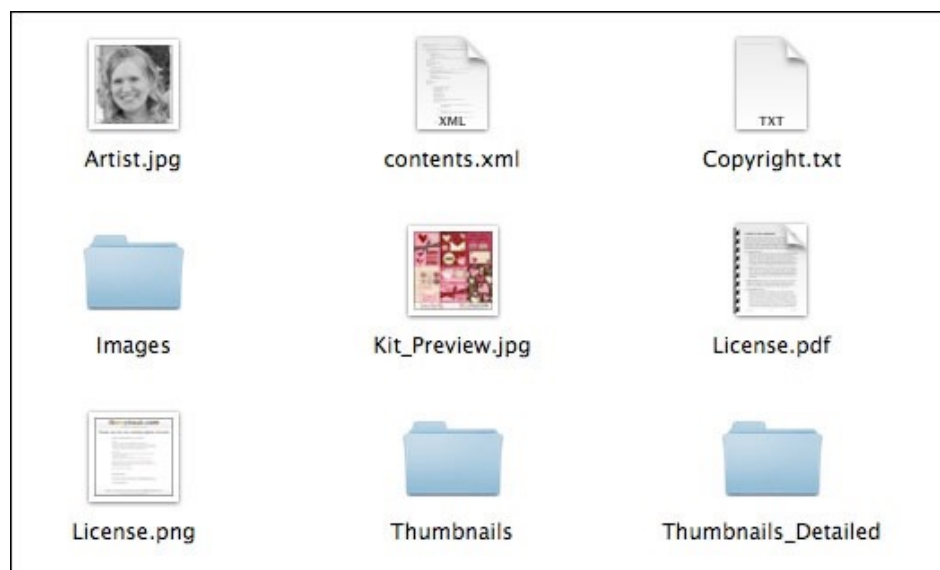 XML
TXT
Artist.jpg
contents.xml
Copyright.txt
Images
Kit_Preview.jpg
License.pdf
License.png
Thumbnails
Thumbnails_Detailed